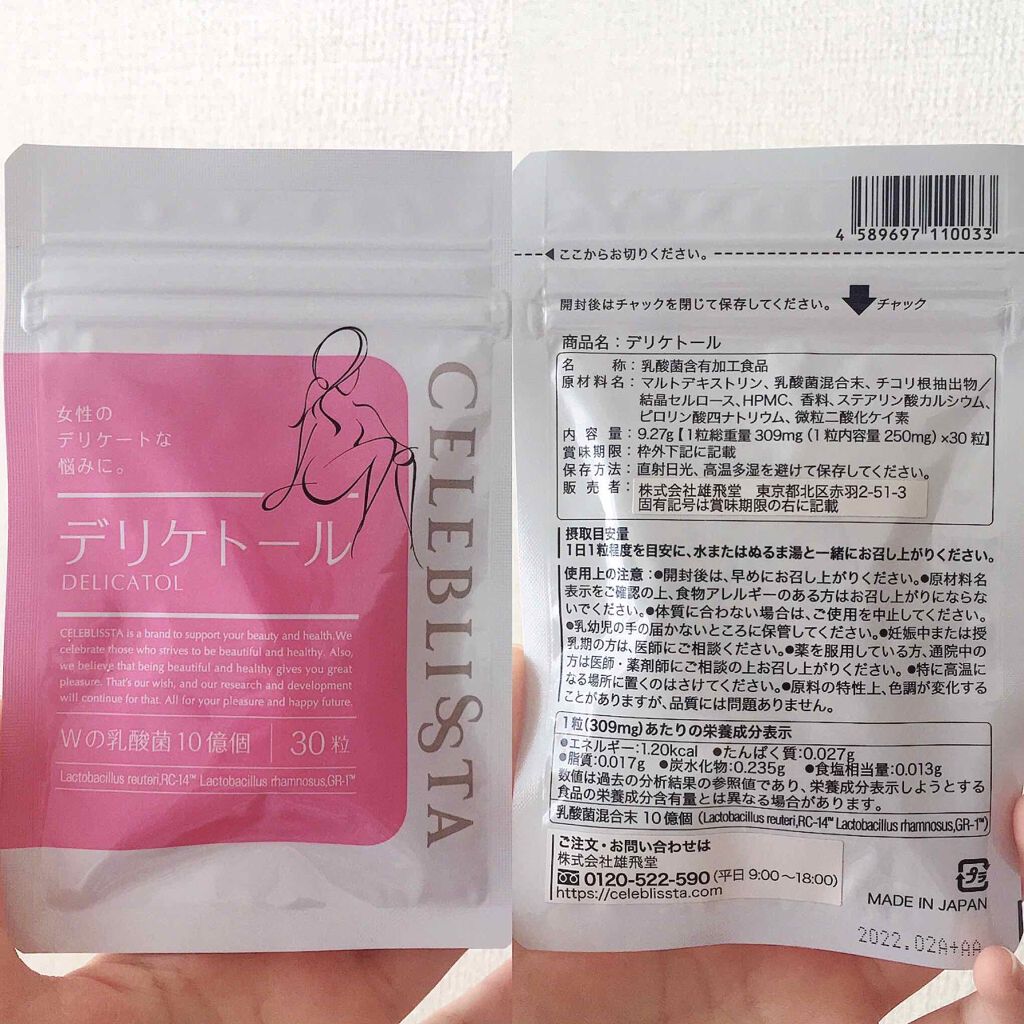 女性の
デリケートな
悩みに。
デリケトール
DELICATOL
CELEBLISSTA is a brand to support your beauty and health.We
celebrate those who strives to be beautiful and healthy. Also,
we believe that being beautiful and healthy gives you great
pleasure. That's our wish, and our research and development
will continue for that. All for your pleasure and happy future.
Wの乳酸菌10億個 30粒
Lactobacillus reuteri,RC-14™ Lactobacillus rhamnosus,GR-1™
CELEBLISSTA
4 589697 110033
ここからお切りください。
開封後はチャックを閉じて保存してください。 チャック
商品名：デリケトール
名 称：乳酸菌含有加工食品
原材料名：マルトデキストリン、乳酸菌混合末、チコリ根抽出物／
結晶セルロース、HPMC、香料、ステアリン酸カルシウム、
ピロリン酸四ナトリウム、微粒二酸化ケイ素
内 容 量：9.27g【1粒総重量 309mg（1粒内容量 250mg）×30粒】
賞味期限：枠外下記に記載
保存方法：直射日光、高温多湿を避けて保存してください。
販 売 者：株式会社雄飛堂 東京都北区赤羽2-51-3
固有記号は賞味期限の右に記載
摂取目安量
1日1粒程度を目安に、水またはぬるま湯と一緒にお召し上がりください。
使用上の注意：●開封後は、早めにお召し上がりください。●原材料名
表示をご確認の上、食物アレルギーのある方はお召し上がりにならな
いでください。●体質に合わない場合は、ご使用を中止してください。
●乳幼児の手の届かないところに保管してください。●妊娠中または授
乳期の方は、医師にご相談ください。●薬を服用している方、通院中の
方は医師・薬剤師にご相談の上お召し上がりください。●特に高温に
なる場所に置くのはさけてください。●原料の特性上、色調が変化する
ことがありますが、品質には問題ありません。
1粒（309mg）あたりの栄養成分表示
●エネルギー：1.20kcal ●たんぱく質：0.027g
●脂質：0.017g ●炭水化物：0.235g ●食塩相当量：0.013g
数値は過去の分析結果の参照値であり、栄養成分表示しようとする
食品の栄養成分含有量とは異なる場合があります。
乳酸菌混合末 10億個（Lactobacillus reuteri,RC-14™ Lactobacillus rhamnosus,GR-1™）
ご注文・お問い合わせは
株式会社雄飛堂
0120-522-590（平日 9:00～18:00）
https://celeblissta.com
プラ
MADE IN JAPAN
2022.02A+AA